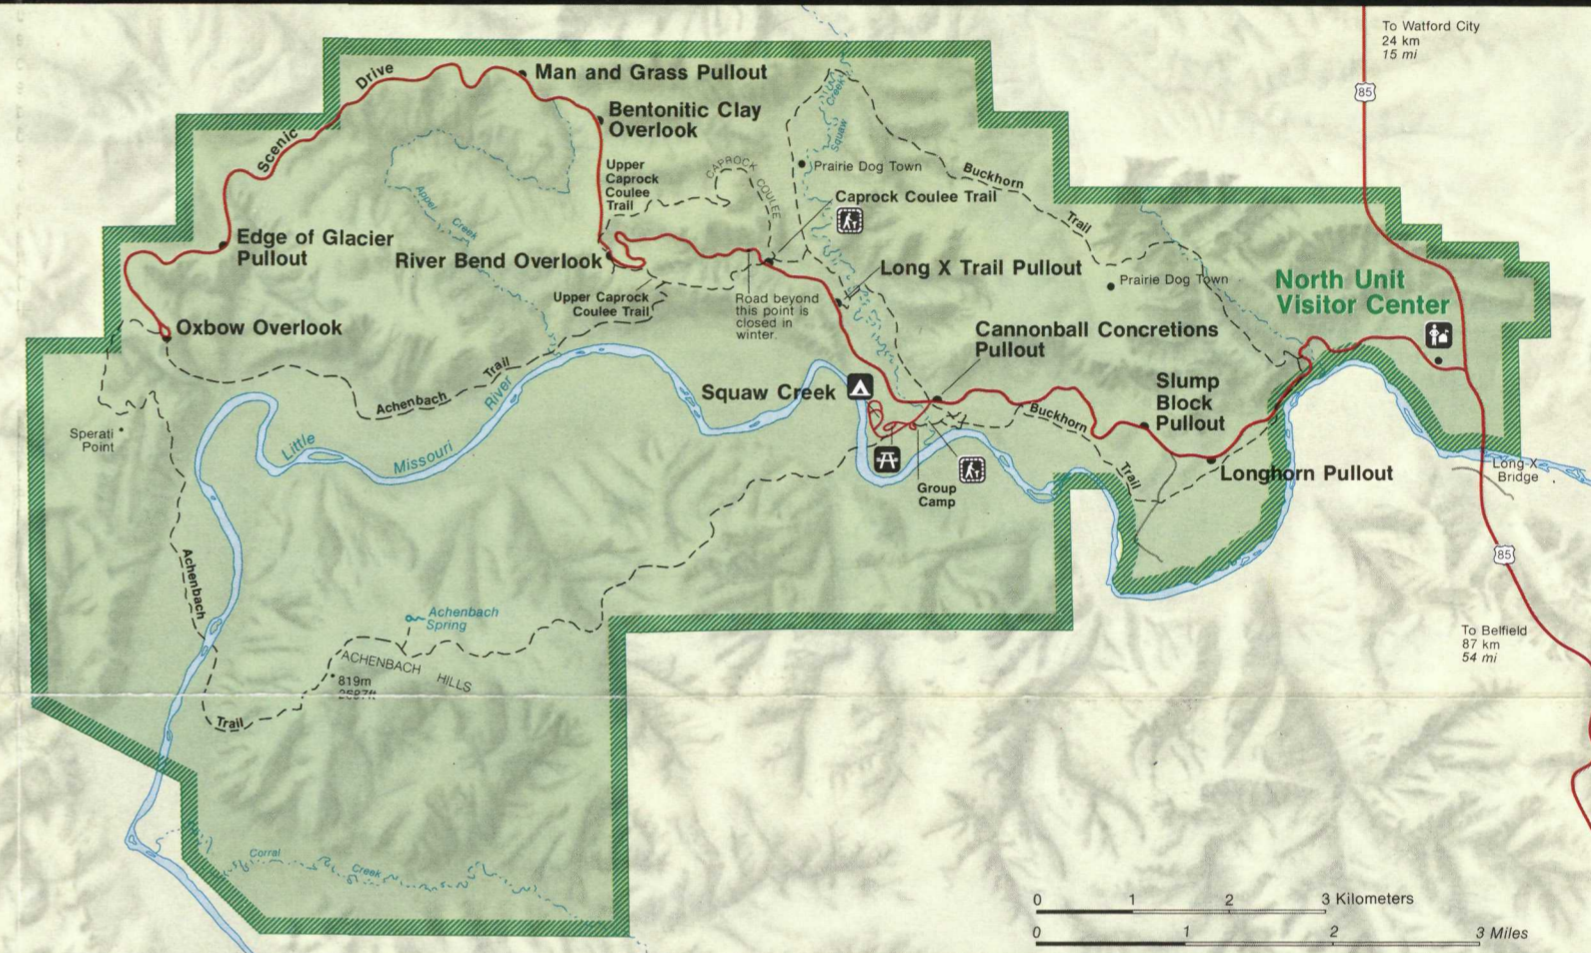 To Watford City
24 km
15 mi
85
Scenic Drive
Man and Grass Pullout
Bentonitic Clay
Overlook
Upper
Caprock
Coulee
Trail
CAPROCK COULEE
Squaw Creek
Prairie Dog Town
Buckhorn
Trail
Caprock Coulee Trail
Appel Creek
Edge of Glacier
Pullout
River Bend Overlook
Long X Trail Pullout
Prairie Dog Town
North Unit
Visitor Center
Upper Caprock
Coulee Trail
Road beyond
this point is
closed in
winter.
Oxbow Overlook
Cannonball Concretions
Pullout
Achenbach Trail
Squaw Creek
Slump
Block
Pullout
Buckhorn
Trail
Sperati
Point
Little Missouri River
Longhorn Pullout
Long-X
Bridge
Group
Camp
85
Achenbach
Trail
Achenbach
Spring
ACHENBACH HILLS
819m
2687ft
To Belfield
87 km
54 mi
Corral Creek
0 1 2 3 Kilometers
0 1 2 3 Miles